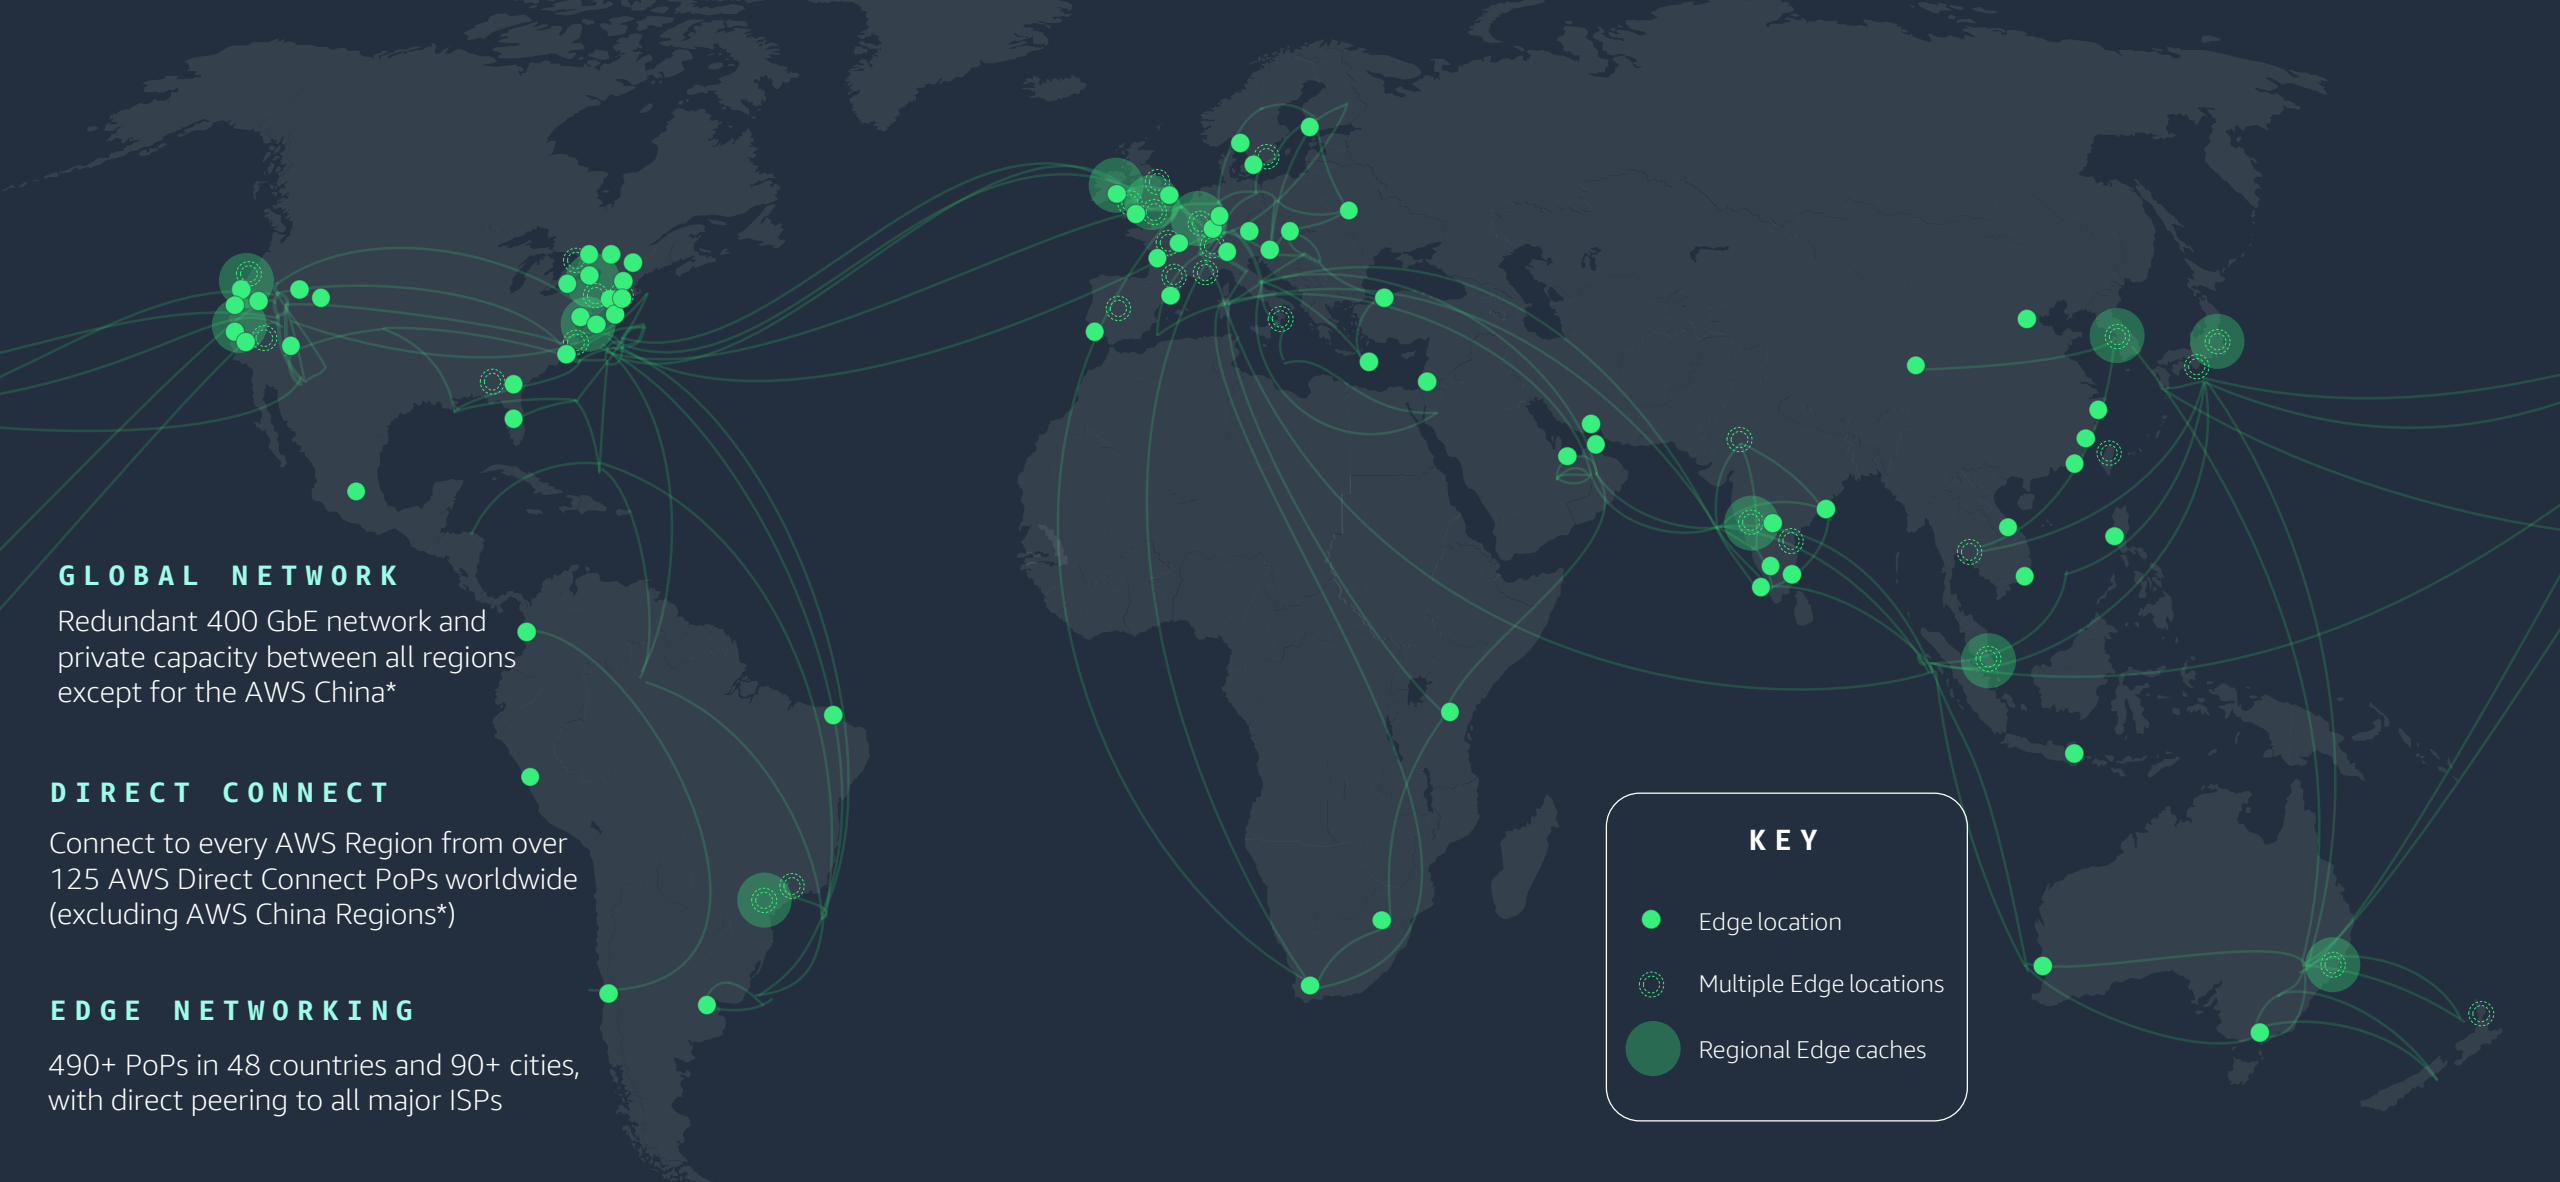 GLOBAL NETWORK
Redundant 400 GbE network and
private capacity between all regions
except for the AWS China*
DIRECT CONNECT
Connect to every AWS Region from over
125 AWS Direct Connect PoPs worldwide
(excluding AWS China Regions*)
EDGE NETWORKING
490+ PoPs in 48 countries and 90+ cities,
with direct peering to all major ISPs
KEY
Edge location
Multiple Edge locations
Regional Edge caches